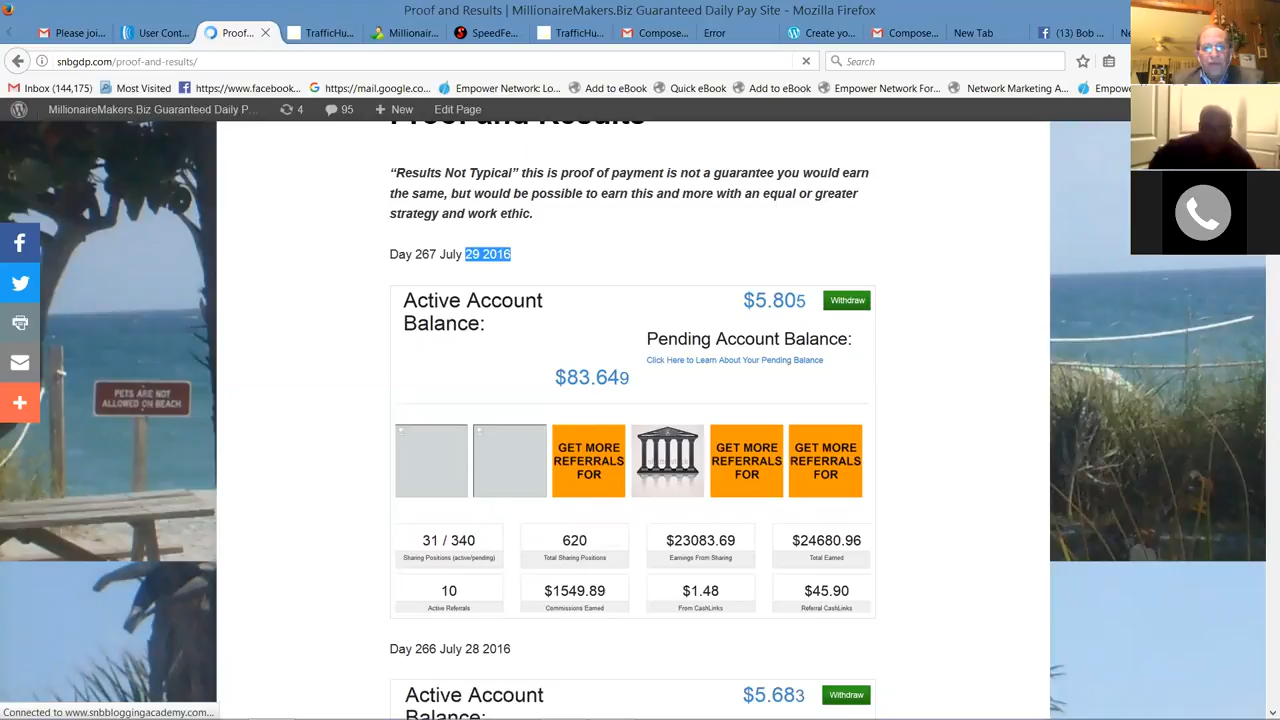 Proof and Results | MillionaireMakers.Biz Guaranteed Daily Pay Site - Mozilla Firefox
Please joi...
User Cont...
Proof...
TrafficHu...
Millionair...
SpeedFe...
TrafficHu...
Compose...
Error
Create yo...
Compose...
New Tab
(13) Bob ...
snbgdp.com/proof-and-results/
Search
Inbox (144,175)
Most Visited
https://www.facebook...
https://mail.google.co...
Empower Network: Lo...
Add to eBook
Quick eBook
Add to eBook
Empower Network For...
Network Marketing A...
Empowe
MillionaireMakers.Biz Guaranteed Daily P...
4
95
New
Edit Page
Proof and Results
“Results Not Typical” this is proof of payment is not a guarantee you would earn
the same, but would be possible to earn this and more with an equal or greater
strategy and work ethic.
Day 267 July 29 2016
Active Account
Balance:
$5.805
Withdraw
Pending Account Balance:
Click Here to Learn About Your Pending Balance
$83.649
PETS ARE NOT
ALLOWED ON BEACH
GET MORE
REFERRALS
FOR
GET MORE
REFERRALS
FOR
GET MORE
REFERRALS
FOR
31 / 340
Sharing Positions (active/pending)
620
Total Sharing Positions
$23083.69
Earnings From Sharing
$24680.96
Total Earned
10
Active Referrals
$1549.89
Commissions Earned
$1.48
From CashLinks
$45.90
Referral CashLinks
Day 266 July 28 2016
Active Account
Balance:
$5.683
Withdraw
Connected to www.snbbloggingacademy.com...